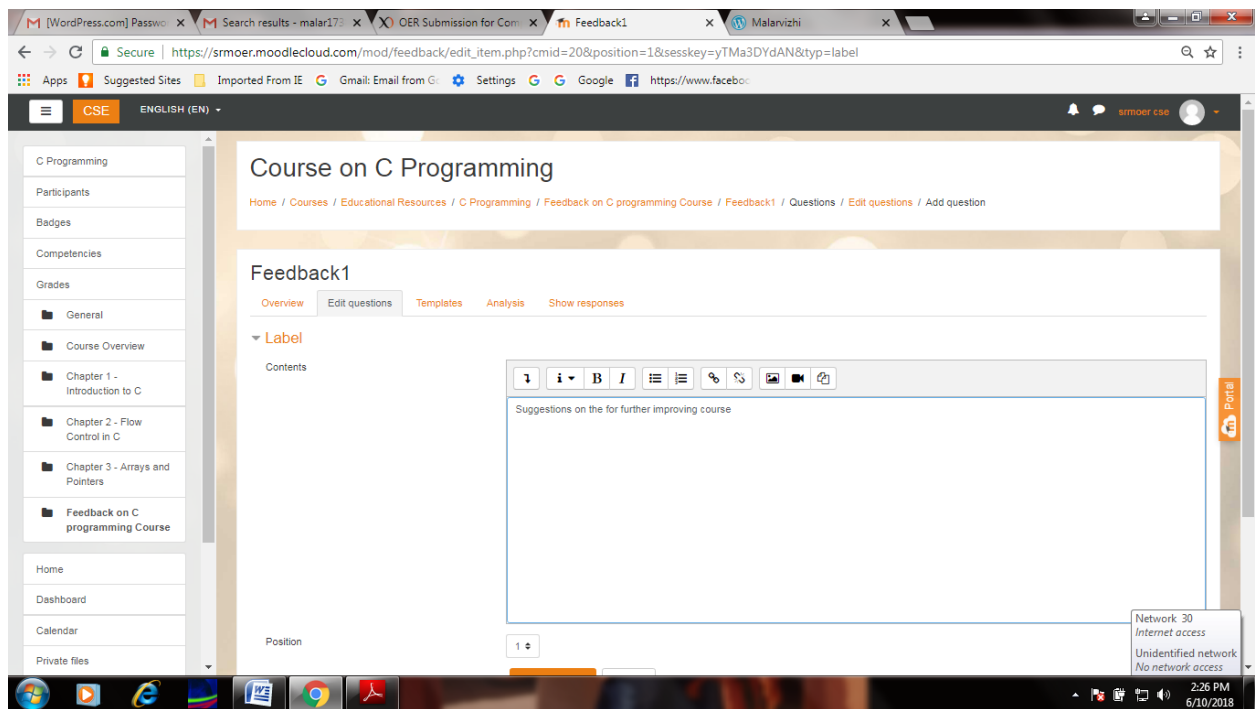 [WordPress.com] Passwo
Search results - malar173
OER Submission for Com
Feedback1
Malarvizhi
Secure | https://srmoer.moodlecloud.com/mod/feedback/edit_item.php?cmid=20&position=1&sesskey=yTMa3DYdAN&typ=label
Apps Suggested Sites Imported From IE Gmail: Email from Go Settings Google https://www.faceboo
CSE ENGLISH (EN) srmoer cse
C Programming
Participants
Badges
Competencies
Grades
General
Course Overview
Chapter 1 -
Introduction to C
Chapter 2 - Flow
Control in C
Chapter 3 - Arrays and
Pointers
Feedback on C
programming Course
Home
Dashboard
Calendar
Private files
Course on C Programming
Home / Courses / Educational Resources / C Programming / Feedback on C programming Course / Feedback1 / Questions / Edit questions / Add question
Feedback1
Overview Edit questions Templates Analysis Show responses
Label
Contents
Suggestions on the for further improving course
Position
1
Portal
Network 30
Internet access
Unidentified network
No network access
2:26 PM
6/10/2018